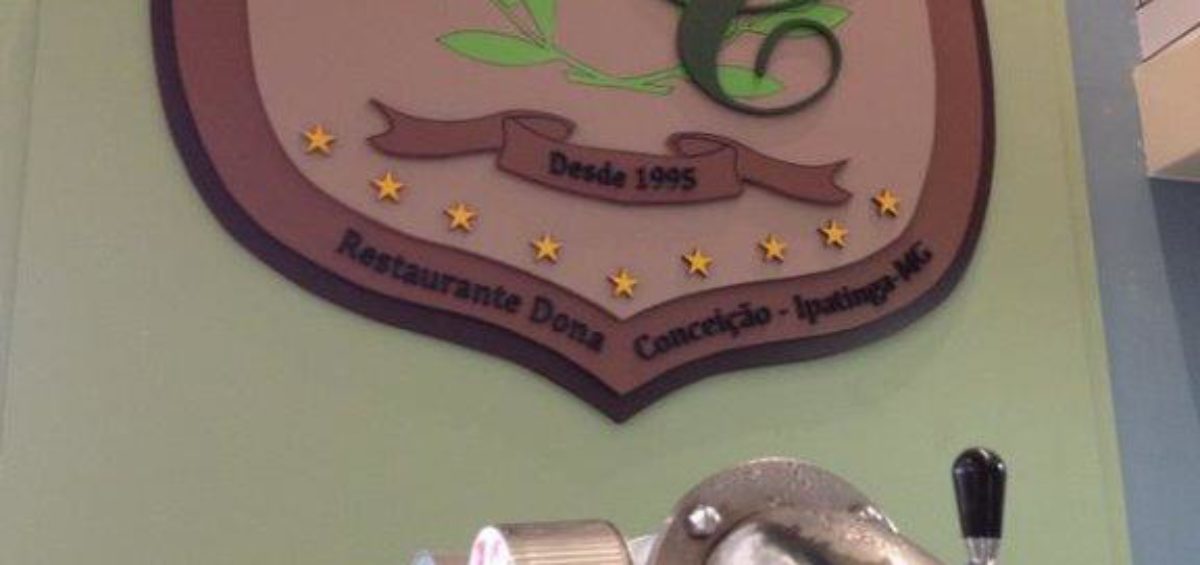 Desde 1995
Restaurante Dona Conceição - Ipatinga-MG